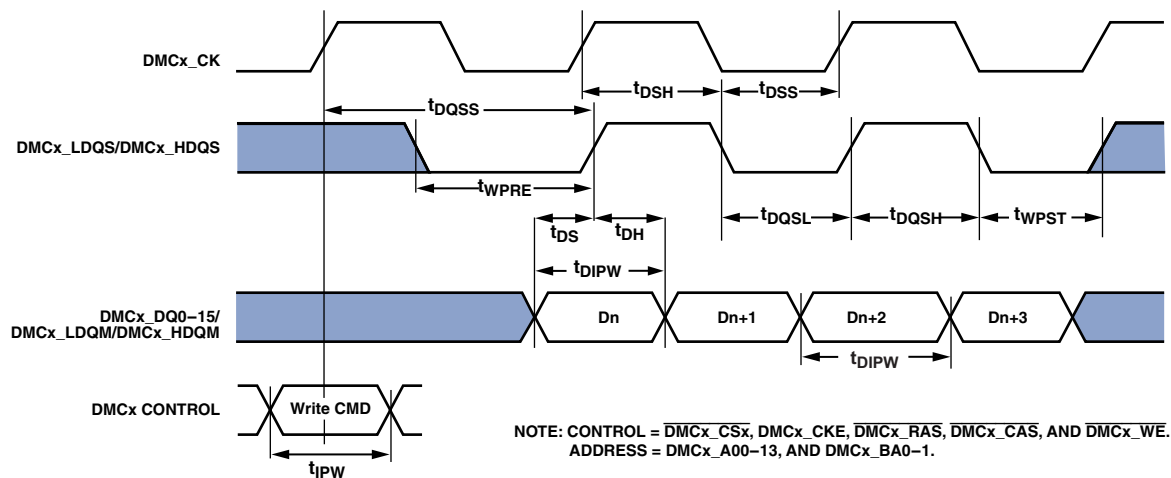 DMCx_CK
tDSH
tDSS
tDQSS
DMCx_LDQS/DMCx_HDQS
tWPRE
tDQSL
tDQSH
tWPST
tDS
tDH
tDIPW
DMCx_DQ0–15/
DMCx_LDQM/DMCx_HDQM
Dn
Dn+1
Dn+2
Dn+3
tDIPW
DMCx CONTROL
Write CMD
tIPW
NOTE: CONTROL = DMCx_CSx, DMCx_CKE, DMCx_RAS, DMCx_CAS, AND DMCx_WE.
ADDRESS = DMCx_A00–13, AND DMCx_BA0–1.